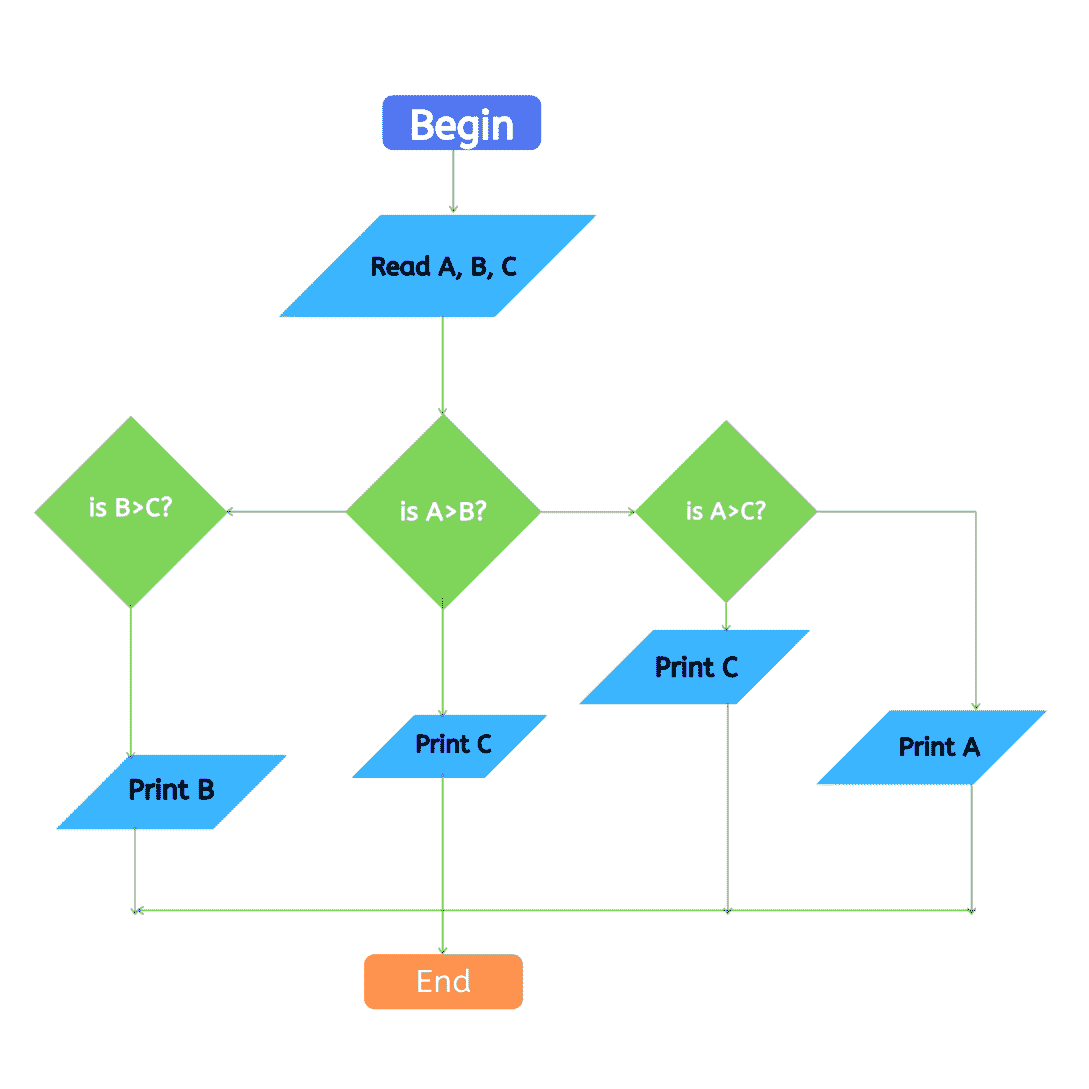 Begin
Read A, B, C
is B>C?
is A>B?
is A>C?
Print C
Print C
Print A
Print B
End